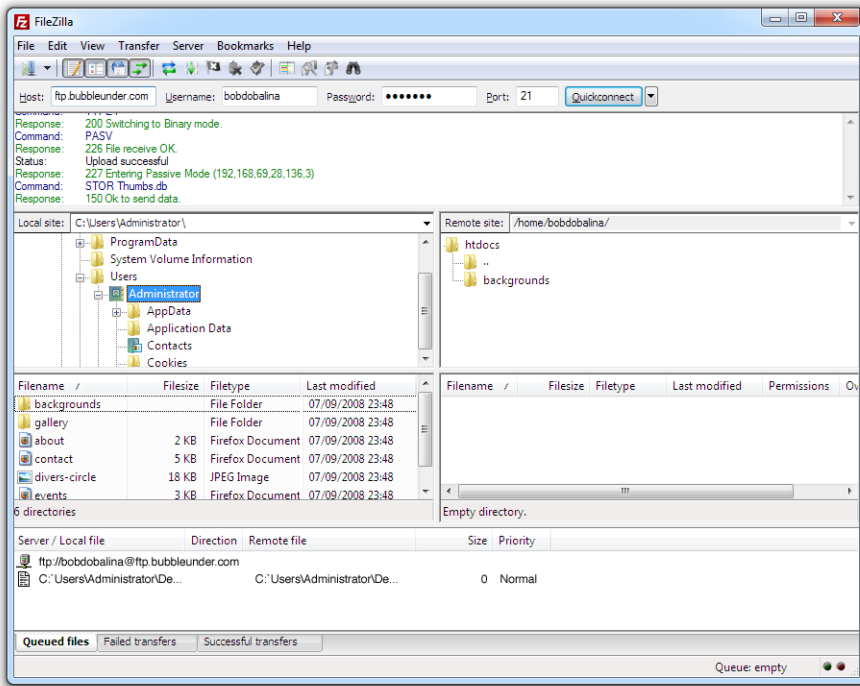 FileZilla
File Edit View Transfer Server Bookmarks Help
Host: ftp.bubbleunder.com Username: bobdobalina Password: ●●●●●●● Port: 21 Quickconnect
Response: 200 Switching to Binary mode.
Command: PASV
Response: 226 File receive OK.
Status: Upload successful
Response: 227 Entering Passive Mode (192,168,69,28,136,3)
Command: STOR Thumbs.db
Response: 150 Ok to send data.
Local site: C:\Users\Administrator\
ProgramData
System Volume Information
Users
Administrator
AppData
Application Data
Contacts
Cookies
Remote site: /home/bobdobalina/
htdocs
..
backgrounds
Filename / Filesize Filetype Last modified
backgrounds File Folder 07/09/2008 23:48
gallery File Folder 07/09/2008 23:48
about 2 KB Firefox Document 07/09/2008 23:48
contact 5 KB Firefox Document 07/09/2008 23:48
divers-circle 18 KB JPEG Image 07/09/2008 23:48
events 3 KB Firefox Document 07/09/2008 23:48
6 directories
Filename / Filesize Filetype Last modified Permissions Ov
Empty directory.
Server / Local file Direction Remote file Size Priority
ftp://bobdobalina@ftp.bubbleunder.com
C:`Users\Administrator\De... C:`Users\Administrator\De... 0 Normal
Queued files Failed transfers Successful transfers
Queue: empty